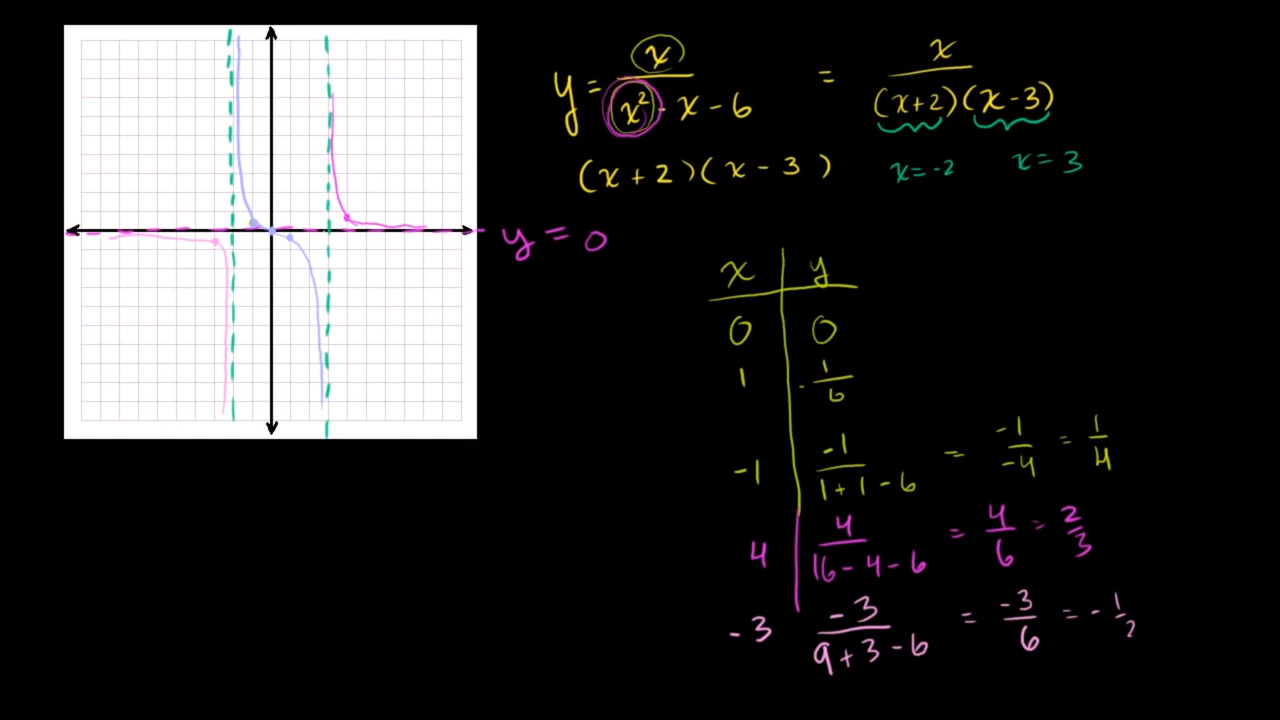 y = x / (x² - x - 6) = x / ((x+2)(x-3))
(x+2)(x-3) x=-2 x=3
y = 0
x y
0 0
1 -1/6
-1 -1/(1+1-6) = -1/-4 = 1/4
4 4/(16-4-6) = 4/6 = 2/3
-3 -3/(9+3-6) = -3/6 = -1/2